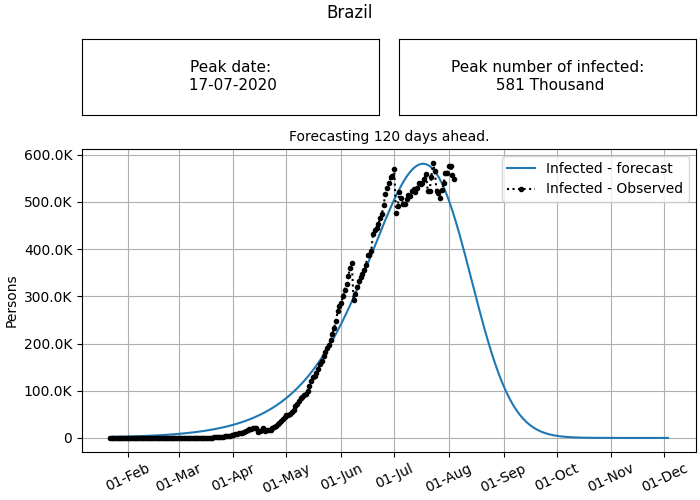 Brazil
Peak date:
17-07-2020
Peak number of infected:
581 Thousand
Forecasting 120 days ahead.
600.0K
500.0K
400.0K
300.0K
200.0K
100.0K
0
Persons
Infected - forecast
Infected - Observed
01-Feb
01-Mar
01-Apr
01-May
01-Jun
01-Jul
01-Aug
01-Sep
01-Oct
01-Nov
01-Dec